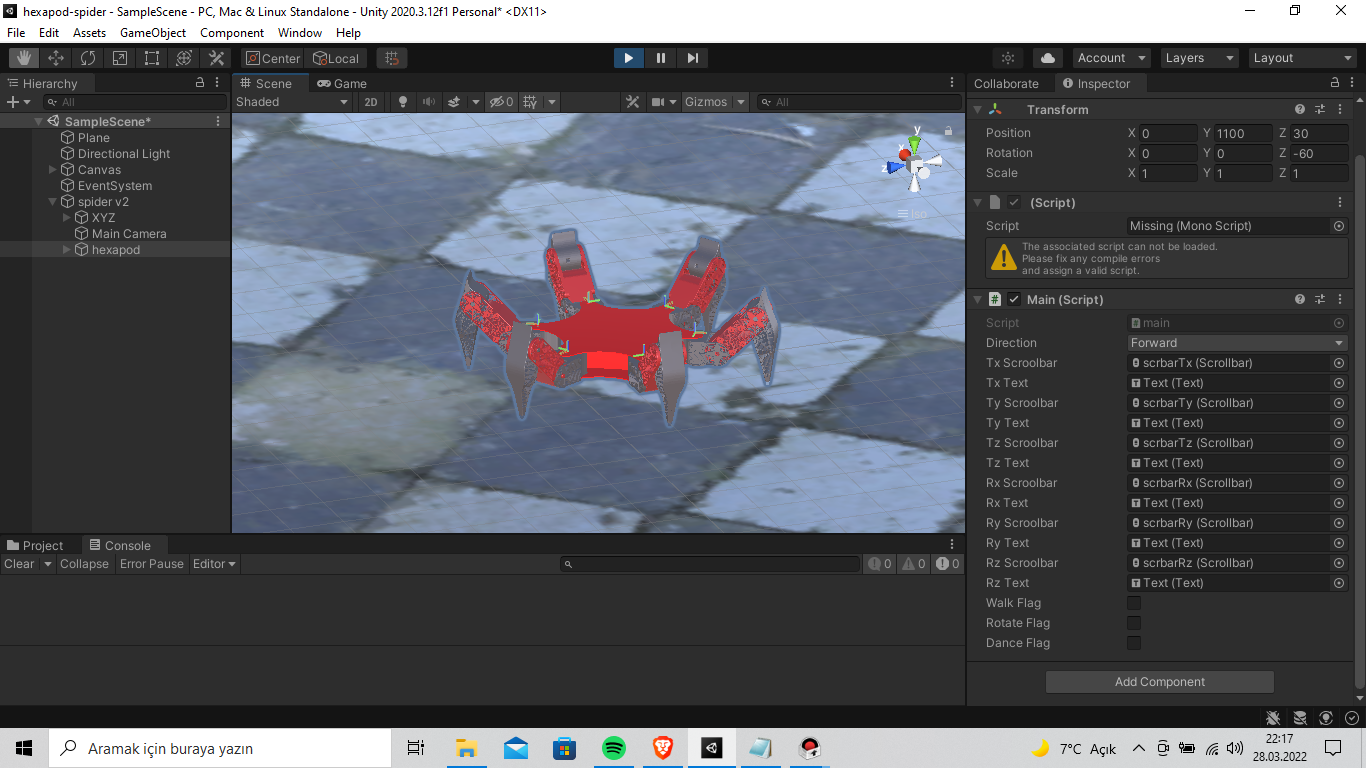 hexapod-spider - SampleScene - PC, Mac & Linux Standalone - Unity 2020.3.12f1 Personal* <DX11>
File Edit Assets GameObject Component Window Help
Center Local Account Layers Layout
Hierarchy
All
SampleScene*
Plane
Directional Light
Canvas
EventSystem
spider v2
XYZ
Main Camera
hexapod
Scene Game
Shaded 2D 0 Gizmos All
y
x
z
Iso
Project Console
Clear Collapse Error Pause Editor 0 0 0
Collaborate Inspector
Transform
Position X 0 Y 1100 Z 30
Rotation X 0 Y 0 Z -60
Scale X 1 Y 1 Z 1
(Script)
Script Missing (Mono Script)
The associated script can not be loaded.
Please fix any compile errors
and assign a valid script.
Main (Script)
Script main
Direction Forward
Tx Scroolbar scrbarTx (Scrollbar)
Tx Text Text (Text)
Ty Scroolbar scrbarTy (Scrollbar)
Ty Text Text (Text)
Tz Scroolbar scrbarTz (Scrollbar)
Tz Text Text (Text)
Rx Scroolbar scrbarRx (Scrollbar)
Rx Text Text (Text)
Ry Scroolbar scrbarRy (Scrollbar)
Ry Text Text (Text)
Rz Scroolbar scrbarRz (Scrollbar)
Rz Text Text (Text)
Walk Flag
Rotate Flag
Dance Flag
Add Component
Aramak için buraya yazın
7°C Açık
22:17
28.03.2022